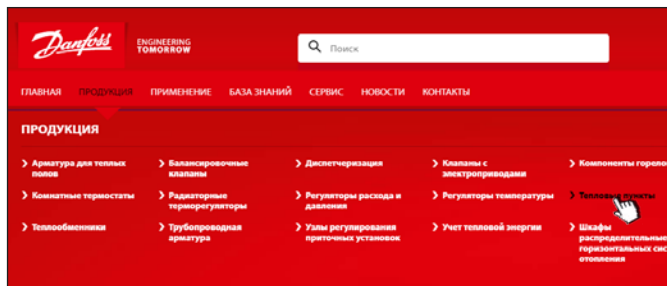 Danfoss
ENGINEERING
TOMORROW
Поиск
ГЛАВНАЯ ПРОДУКЦИЯ ПРИМЕНЕНИЕ БАЗА ЗНАНИЙ СЕРВИС НОВОСТИ КОНТАКТЫ
ПРОДУКЦИЯ
Арматура для теплых
полов
Балансировочные
клапаны
Диспетчеризация
Клапаны с
электроприводами
Компоненты горело
Комнатные термостаты
Радиаторные
терморегуляторы
Регуляторы расхода и
давления
Регуляторы температуры
Тепловые пункты
Теплообменники
Трубопроводная
арматура
Узлы регулирования
приточных установок
Учет тепловой энергии
Шкафы
распределительные
горизонтальных сис
отопления